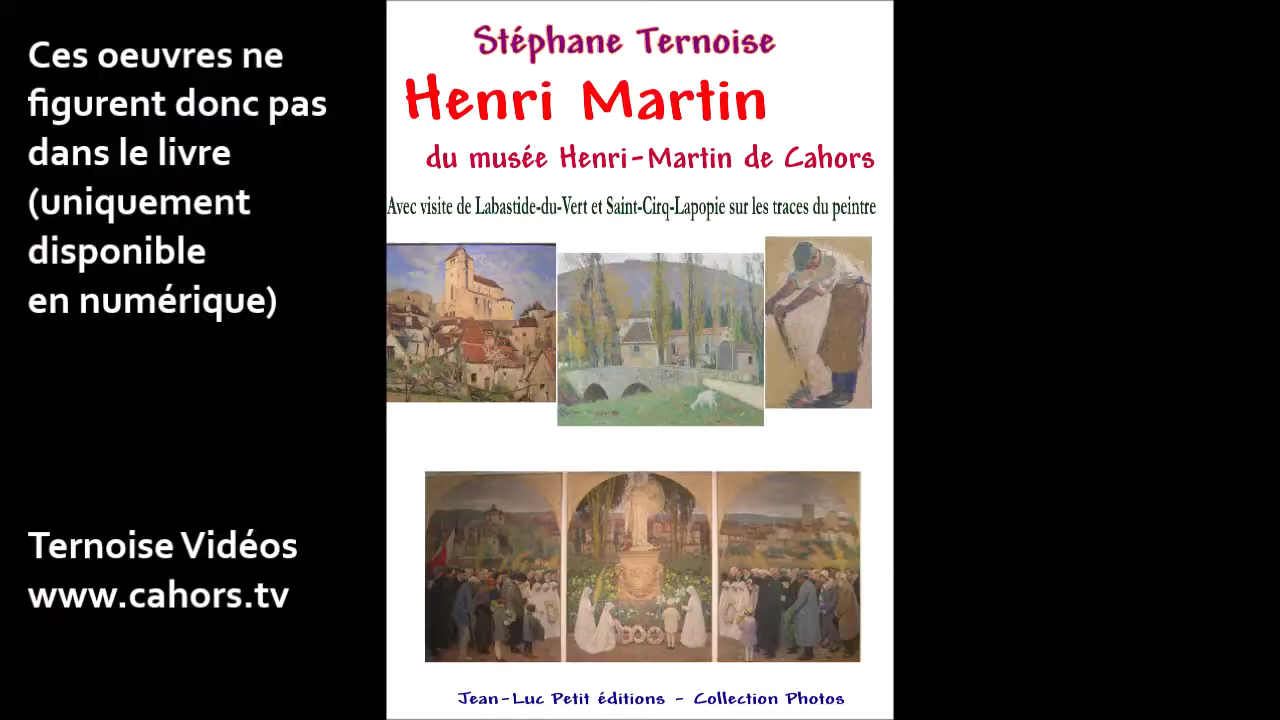 Ces oeuvres ne
figurent donc pas
dans le livre
(uniquement
disponible
en numérique)
Ternoise Vidéos
www.cahors.tv
Stéphane Ternoise
Henri Martin
du musée Henri-Martin de Cahors
Avec visite de Labastide-du-Vert et Saint-Cirq-Lapopie sur les traces du peintre
Jean-Luc Petit éditions - Collection Photos